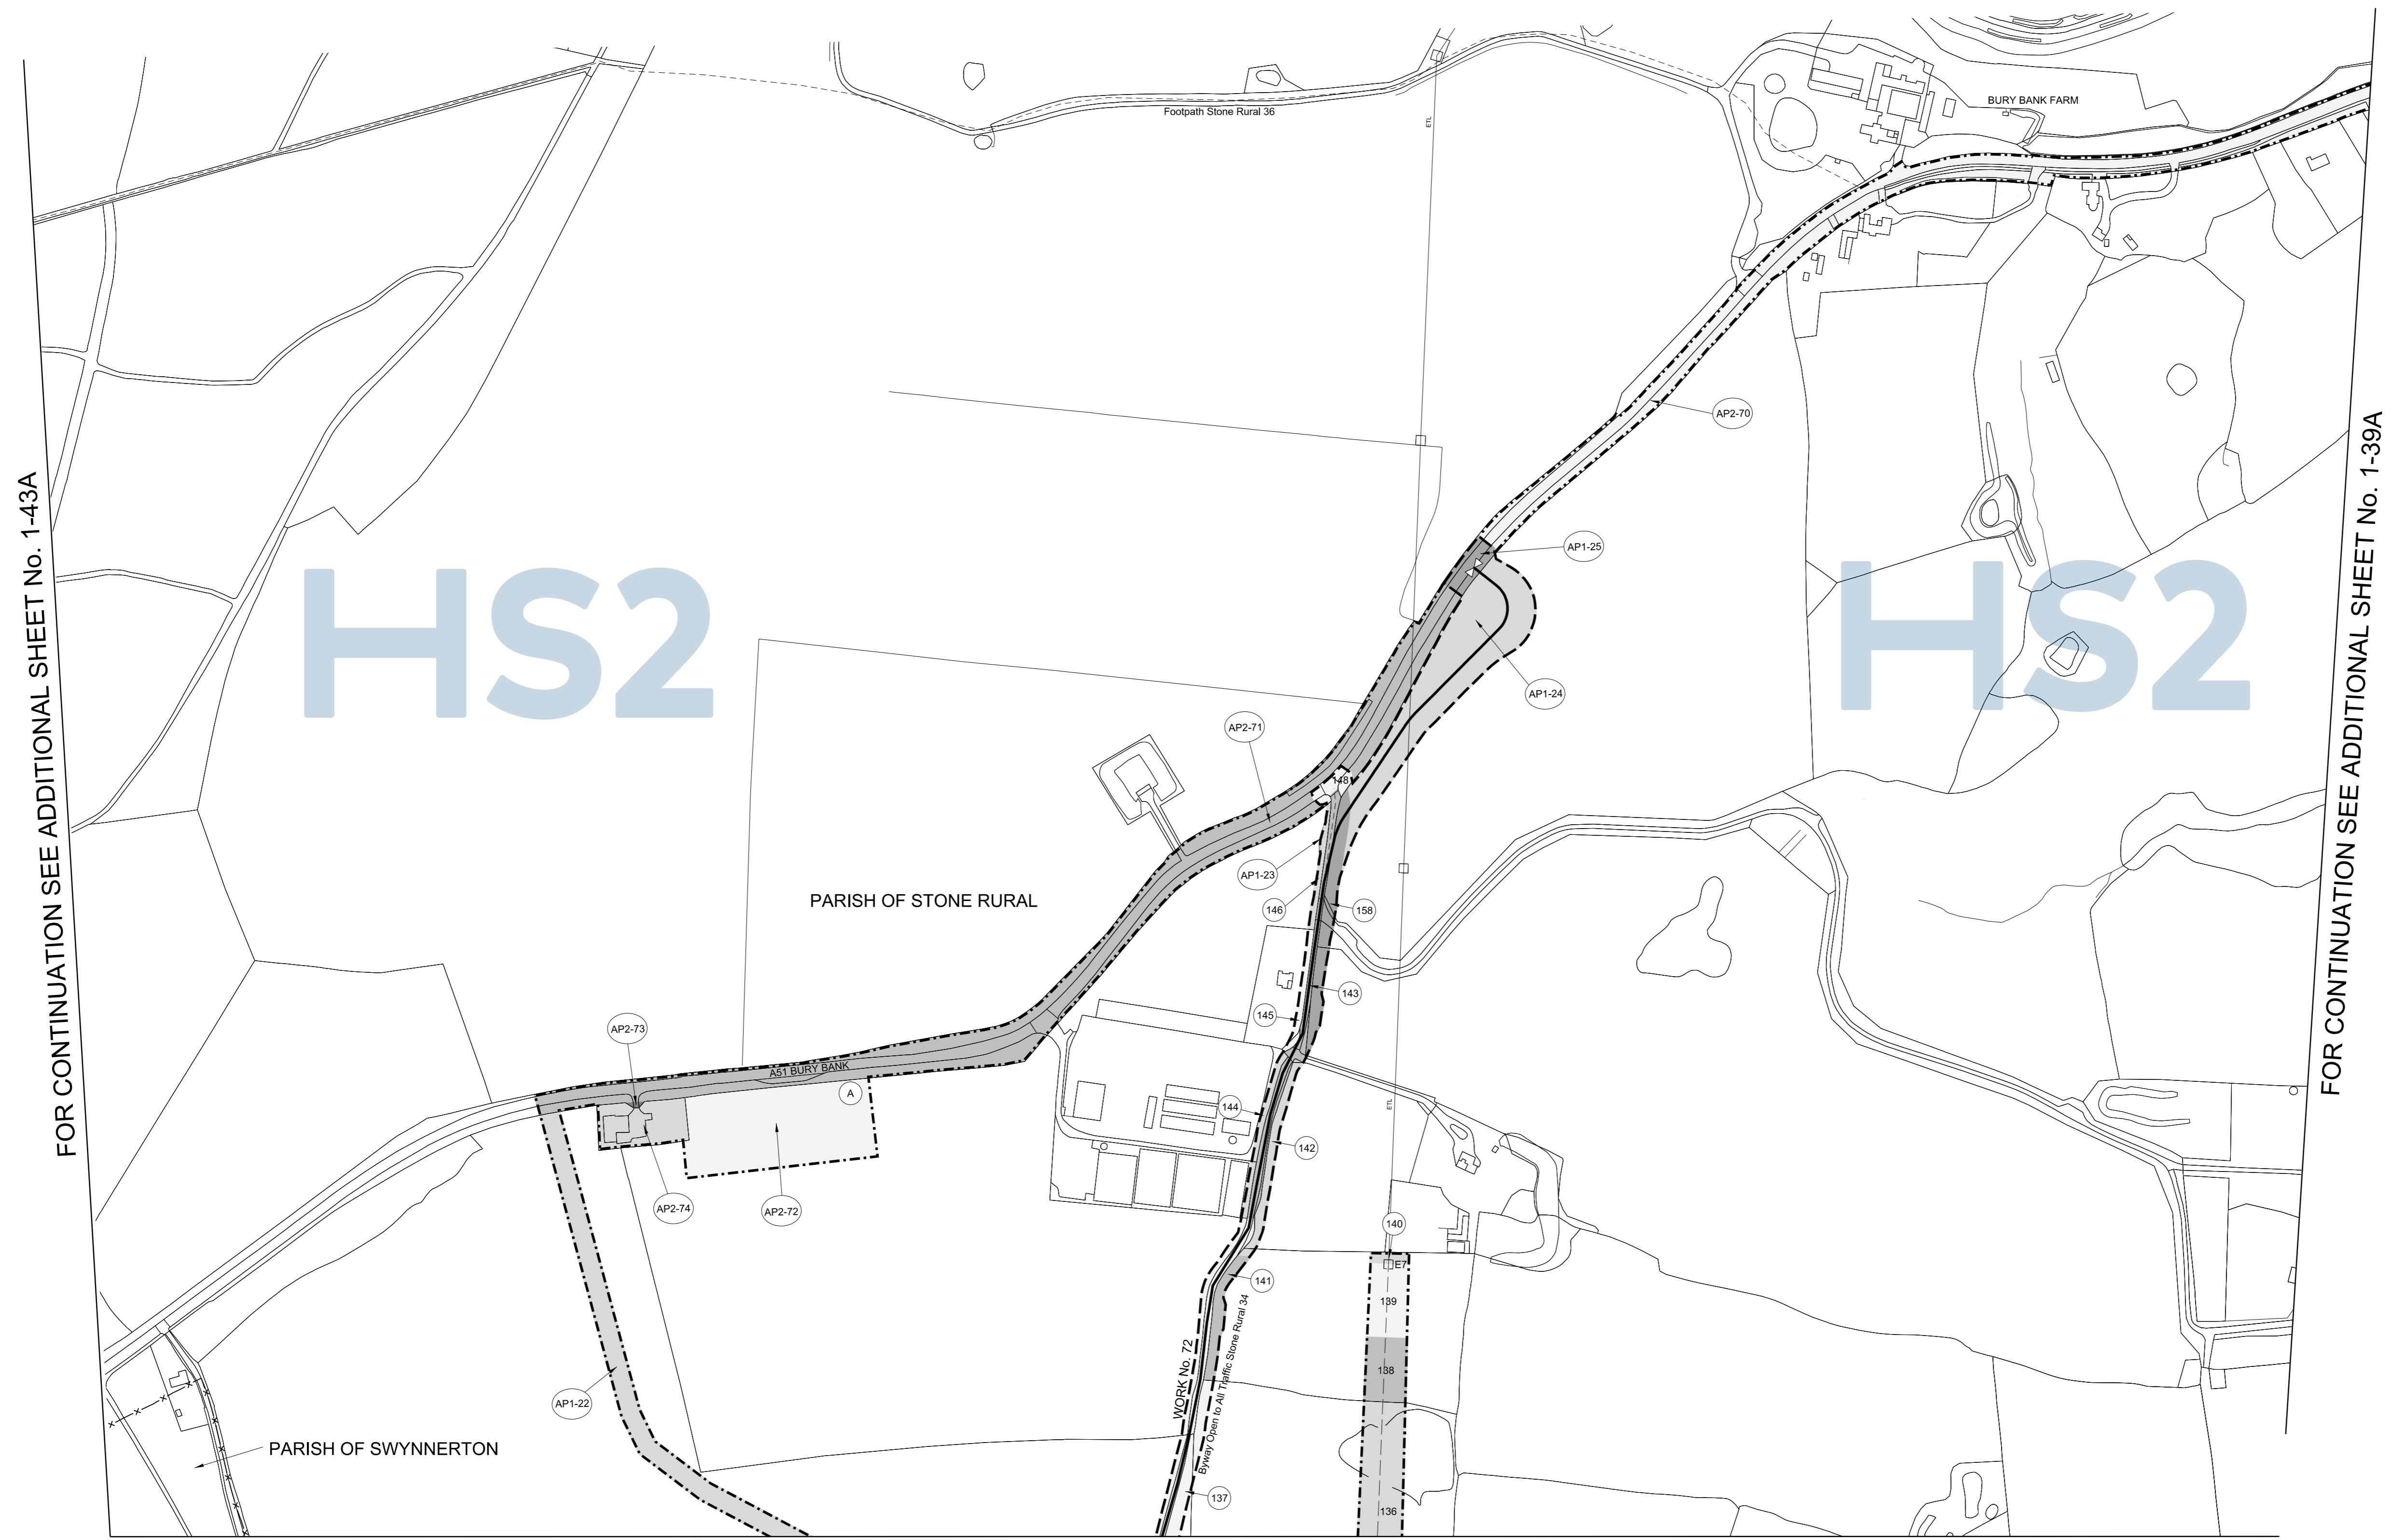 BURY BANK FARM
Footpath Stone Rural 36
ETL
AP2-70
FOR CONTINUATION SEE ADDITIONAL SHEET No. 1-43A
FOR CONTINUATION SEE ADDITIONAL SHEET No. 1-39A
AP1-25
HS2
HS2
AP1-24
AP2-71
148
AP1-23
PARISH OF STONE RURAL
146
158
143
145
AP2-73
A51 BURY BANK
A
ETL
144
142
AP2-74
AP2-72
140
E7
141
139
WORK No. 72
Byway Open to All Traffic Stone Rural 34
138
AP1-22
PARISH OF SWYNNERTON
137
136